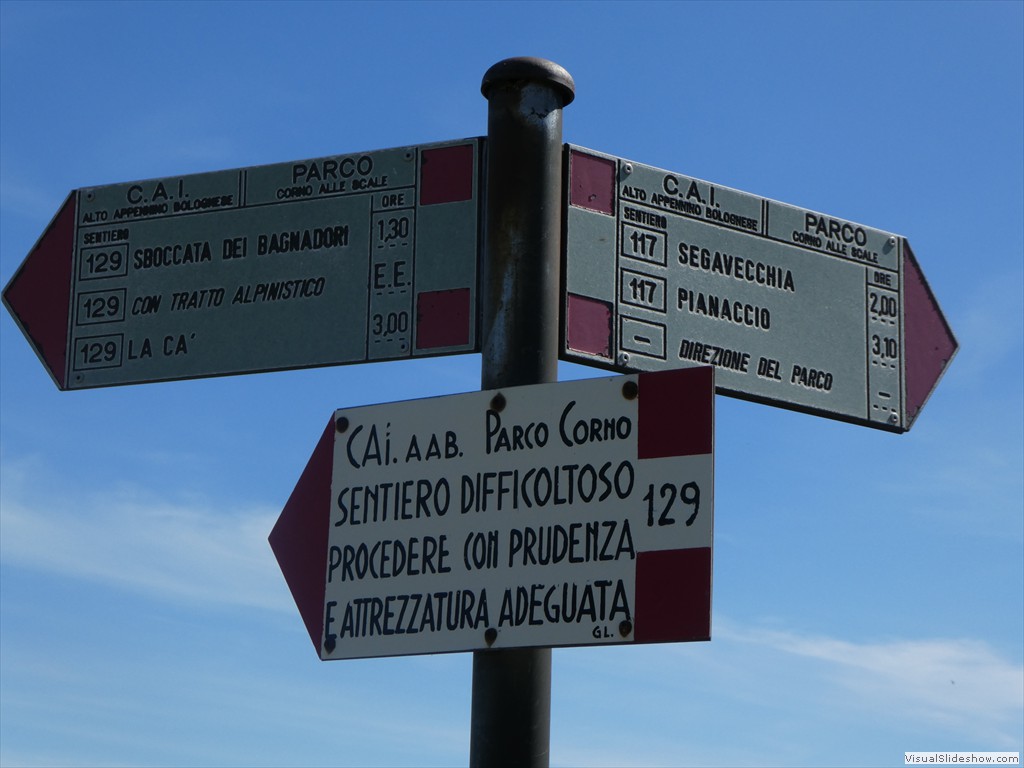 C.A.I.
ALTO APPENNINO BOLOGNESE
PARCO
CORNO ALLE SCALE
SENTIERO
ORE
129 SBOCCATA DEI BAGNADORI 1,30
129 CON TRATTO ALPINISTICO E.E.
129 LA CA' 3,00
C.A.I.
ALTO APPENNINO BOLOGNESE
PARCO
CORNO ALLE SCALE
SENTIERO
ORE
117 SEGAVECCHIA 2,00
117 PIANACCIO 3,10
- DIREZIONE DEL PARCO -
CAi. AAB. PARCO CORNO
SENTIERO DIFFICOLTOSO
129
PROCEDERE CON PRUDENZA
E ATTREZZATURA ADEGUATA
GL.
VisualSlideshow.com